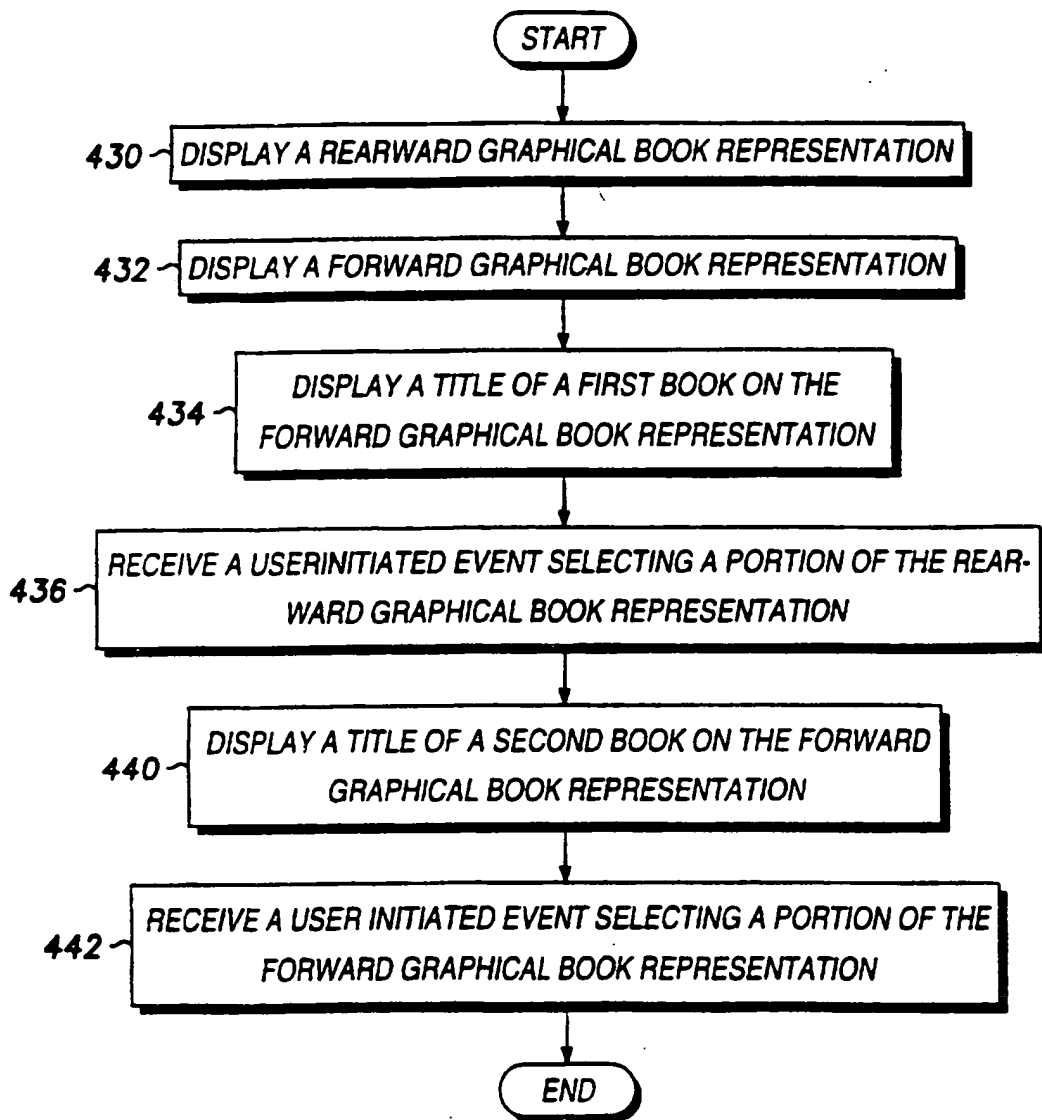 START
430 DISPLAY A REARWARD GRAPHICAL BOOK REPRESENTATION
432 DISPLAY A FORWARD GRAPHICAL BOOK REPRESENTATION
DISPLAY A TITLE OF A FIRST BOOK ON THE
434 FORWARD GRAPHICAL BOOK REPRESENTATION
RECEIVE A USERINITIATED EVENT SELECTING A PORTION OF THE REAR-
436 WARD GRAPHICAL BOOK REPRESENTATION
DISPLAY A TITLE OF A SECOND BOOK ON THE FORWARD
440 GRAPHICAL BOOK REPRESENTATION
RECEIVE A USER INITIATED EVENT SELECTING A PORTION OF THE
442 FORWARD GRAPHICAL BOOK REPRESENTATION
END